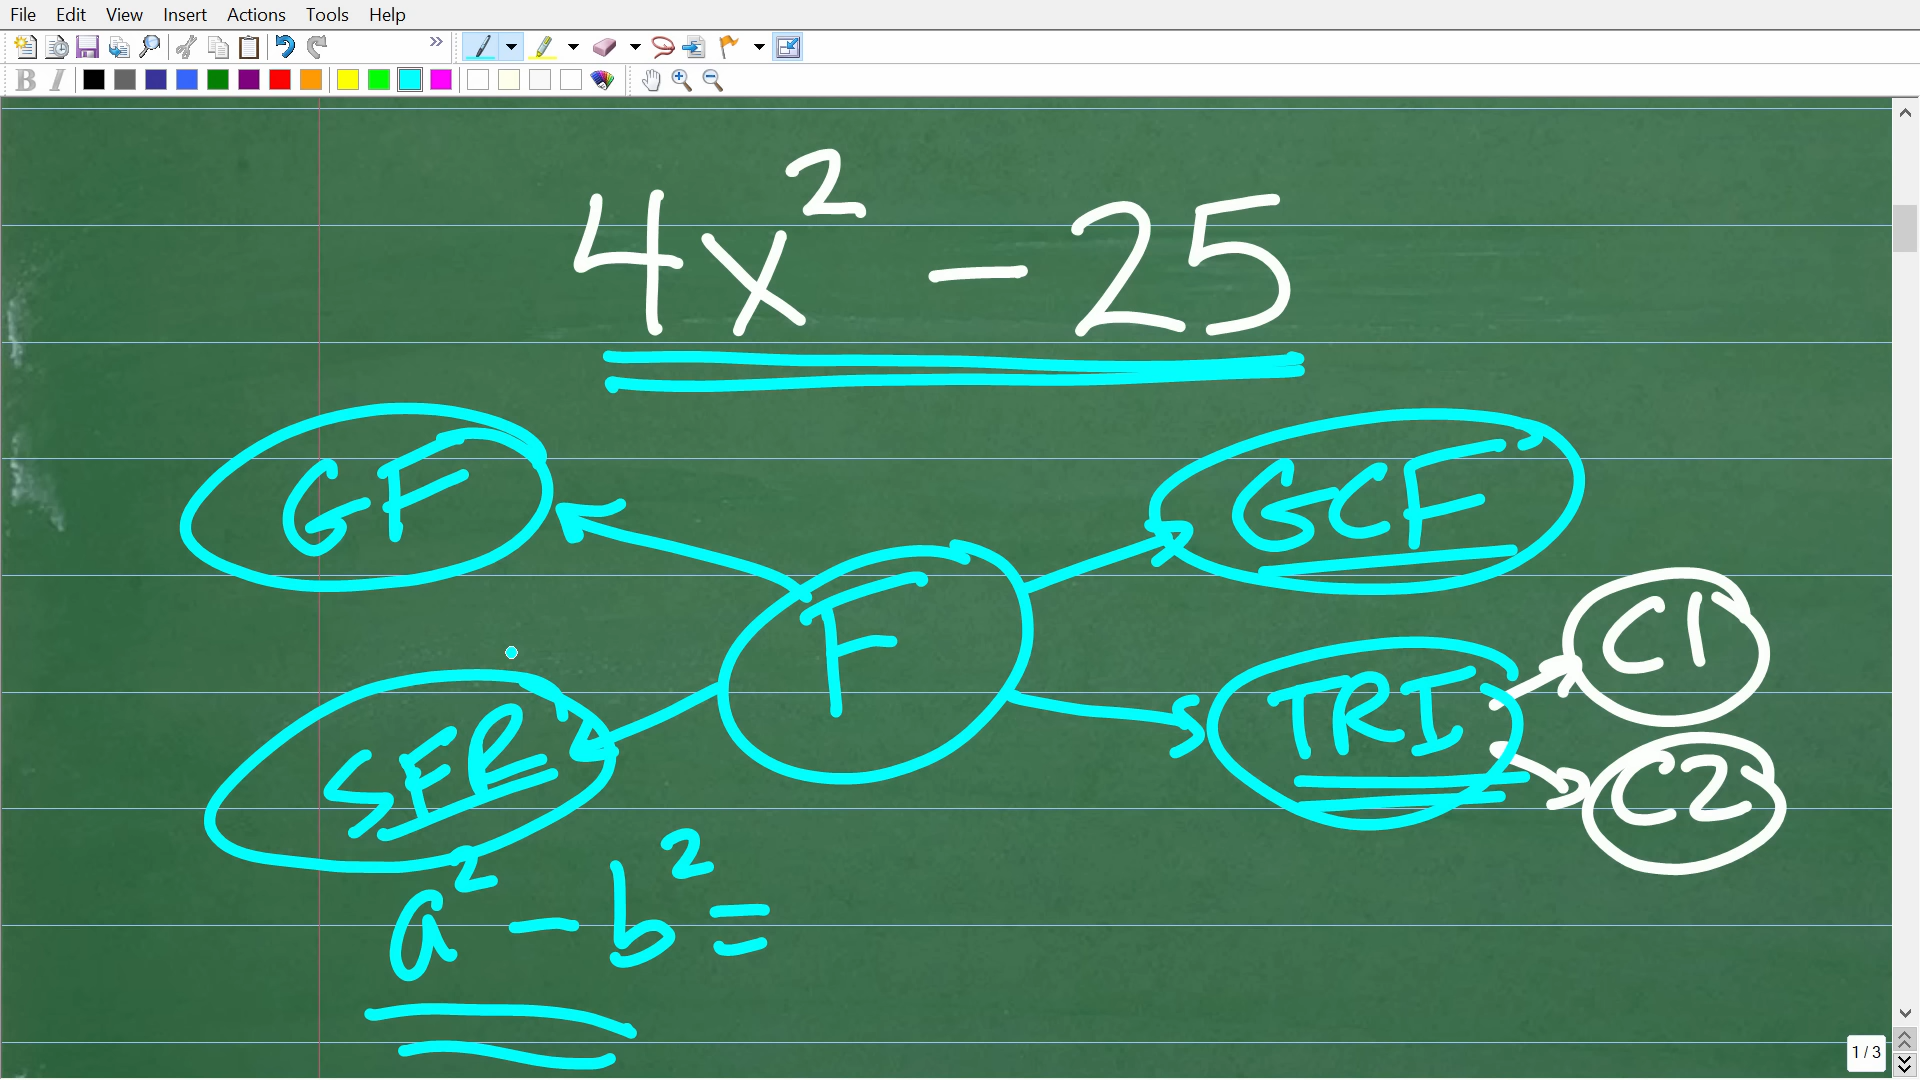 File Edit View Insert Actions Tools Help
B I
4x² - 25
GF
GCF
F
C1
TRI
SFR
C2
a² - b² =
1 / 3